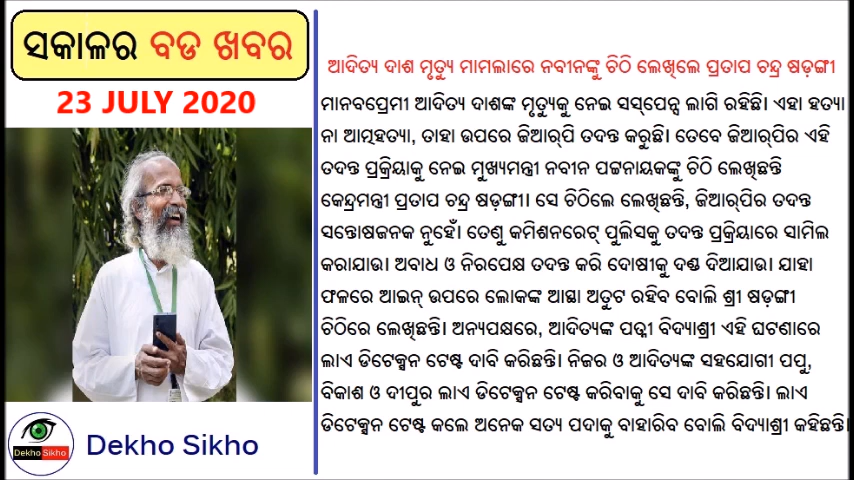 ସକାଳର ବଡ ଖବର
23 JULY 2020
Dekho Sikho
Dekho Sikho
ଆଦିତ୍ୟ ଦାଶ ମୃତ୍ୟୁ ମାମଲାରେ ନବୀନଙ୍କୁ ଚିଠି ଲେଖିଲେ ପ୍ରତାପ ଚନ୍ଦ୍ର ଷଡ଼ଙ୍ଗୀ
ମାନବପ୍ରେମୀ ଆଦିତ୍ୟ ଦାଶଙ୍କ ମୃତ୍ୟୁକୁ ନେଇ ସସ୍‌ପେନ୍ସ ଲାଗି ରହିଛି। ଏହା ହତ୍ୟା
ନା ଆତ୍ମହତ୍ୟା, ତାହା ଉପରେ ଜିଆର୍‌ପି ତଦନ୍ତ କରୁଛି। ତେବେ ଜିଆର୍‌ପିର ଏହି
ତଦନ୍ତ ପ୍ରକ୍ରିୟାକୁ ନେଇ ମୁଖ୍ୟମନ୍ତ୍ରୀ ନବୀନ ପଟ୍ଟନାୟକଙ୍କୁ ଚିଠି ଲେଖିଛନ୍ତି
କେନ୍ଦ୍ରମନ୍ତ୍ରୀ ପ୍ରତାପ ଚନ୍ଦ୍ର ଷଡ଼ଙ୍ଗୀ। ସେ ଚିଠିଲେ ଲେଖିଛନ୍ତି, ଜିଆର୍‌ପିର ତଦନ୍ତ
ସନ୍ତୋଷଜନକ ନୁହେଁ। ତେଣୁ କମିଶନରେଟ୍ ପୁଲିସକୁ ତଦନ୍ତ ପ୍ରକ୍ରିୟାରେ ସାମିଲ
କରାଯାଉ। ଅବାଧ ଓ ନିରପେକ୍ଷ ତଦନ୍ତ କରି ଦୋଷୀକୁ ଦଣ୍ଡ ଦିଆଯାଉ। ଯାହା
ଫଳରେ ଆଇନ୍ ଉପରେ ଲୋକଙ୍କ ଆସ୍ଥା ଅତୁଟ ରହିବ ବୋଲି ଶ୍ରୀ ଷଡ଼ଙ୍ଗୀ
ଚିଠିରେ ଲେଖିଛନ୍ତି। ଅନ୍ୟପକ୍ଷରେ, ଆଦିତ୍ୟଙ୍କ ପତ୍ନୀ ବିଦ୍ୟାଶ୍ରୀ ଏହି ଘଟଣାରେ
ଲାଏ ଡିଟେକ୍ସନ ଟେଷ୍ଟ ଦାବି କରିଛନ୍ତି। ନିଜର ଓ ଆଦିତ୍ୟଙ୍କ ସହଯୋଗୀ ପପୁ,
ବିକାଶ ଓ ଦୀପୁର ଲାଏ ଡିଟେକ୍ସନ ଟେଷ୍ଟ କରିବାକୁ ସେ ଦାବି କରିଛନ୍ତି। ଲାଏ
ଡିଟେକ୍ସନ ଟେଷ୍ଟ କଲେ ଅନେକ ସତ୍ୟ ପଦାକୁ ବାହାରିବ ବୋଲି ବିଦ୍ୟାଶ୍ରୀ କହିଛନ୍ତି।